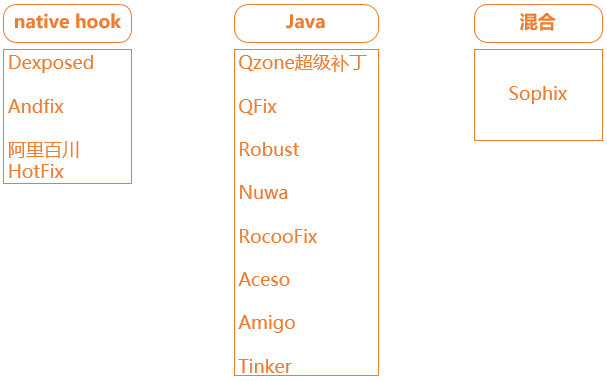 native hook
Dexposed
Andfix
阿里百川
HotFix
Java
Qzone超级补丁
QFix
Robust
Nuwa
RocooFix
Aceso
Amigo
Tinker
混合
Sophix